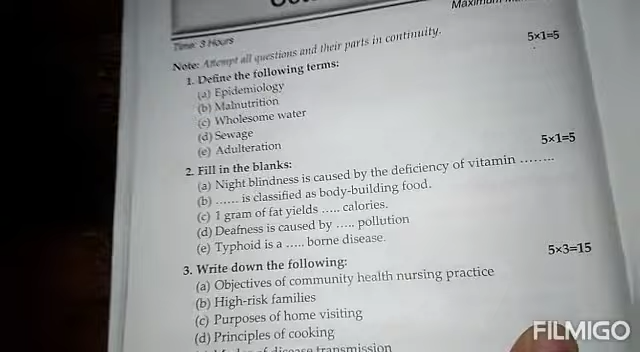 Time: 3 Hours
Note: Attempt all questions and their parts in continuity.
1. Define the following terms: 5×1=5
(a) Epidemiology
(b) Malnutrition
(c) Wholesome water
(d) Sewage
(e) Adulteration
2. Fill in the blanks: 5×1=5
(a) Night blindness is caused by the deficiency of vitamin ........
(b) ...... is classified as body-building food.
(c) 1 gram of fat yields ..... calories.
(d) Deafness is caused by ..... pollution
(e) Typhoid is a ..... borne disease.
3. Write down the following: 5×3=15
(a) Objectives of community health nursing practice
(b) High-risk families
(c) Purposes of home visiting
(d) Principles of cooking
of disease transmission
FILMIGO